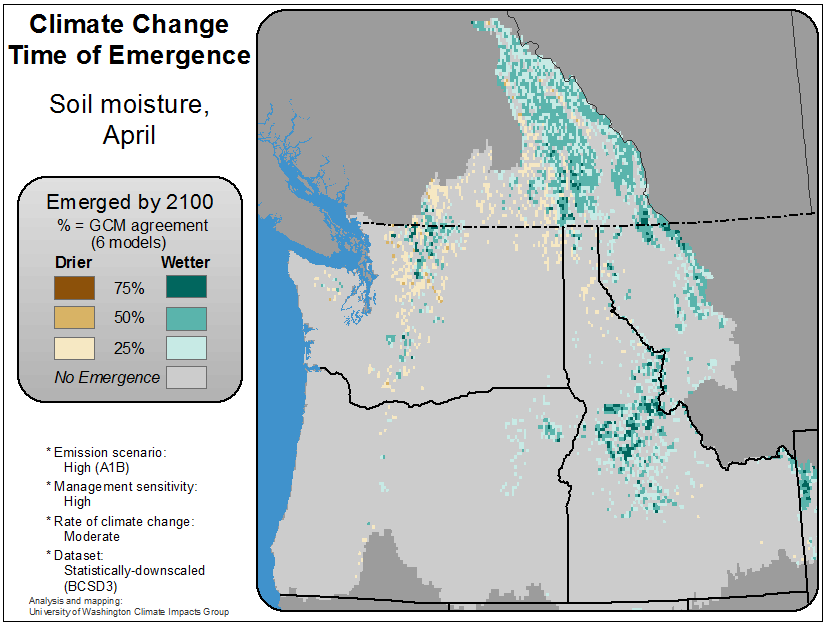 Climate Change
Time of Emergence
Soil moisture,
April
Emerged by 2100
% = GCM agreement
(6 models)
Drier Wetter
75%
50%
25%
No Emergence
* Emission scenario:
High (A1B)
* Management sensitivity:
High
* Rate of climate change:
Moderate
* Dataset:
Statistically-downscaled
(BCSD3)
Analysis and mapping:
University of Washington Climate Impacts Group